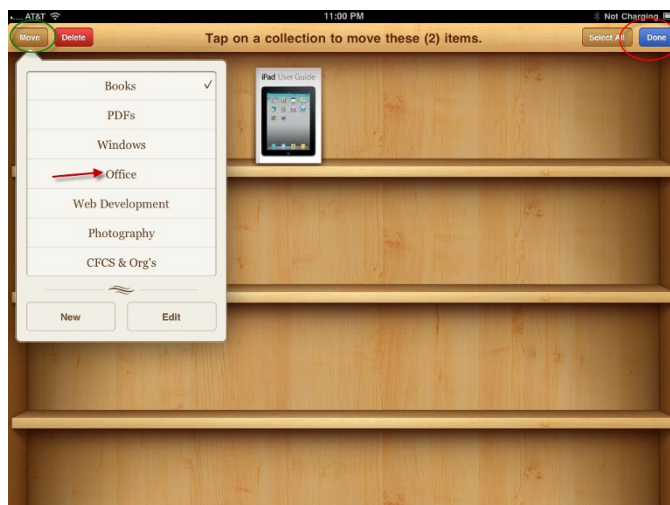 .... AT&T 11:00 PM Not Charging
Move Delete Tap on a collection to move these (2) items. Select All Done
iPad User Guide
Books ✓
PDFs
Windows
Office
Web Development
Photography
CFCS & Org's
New Edit